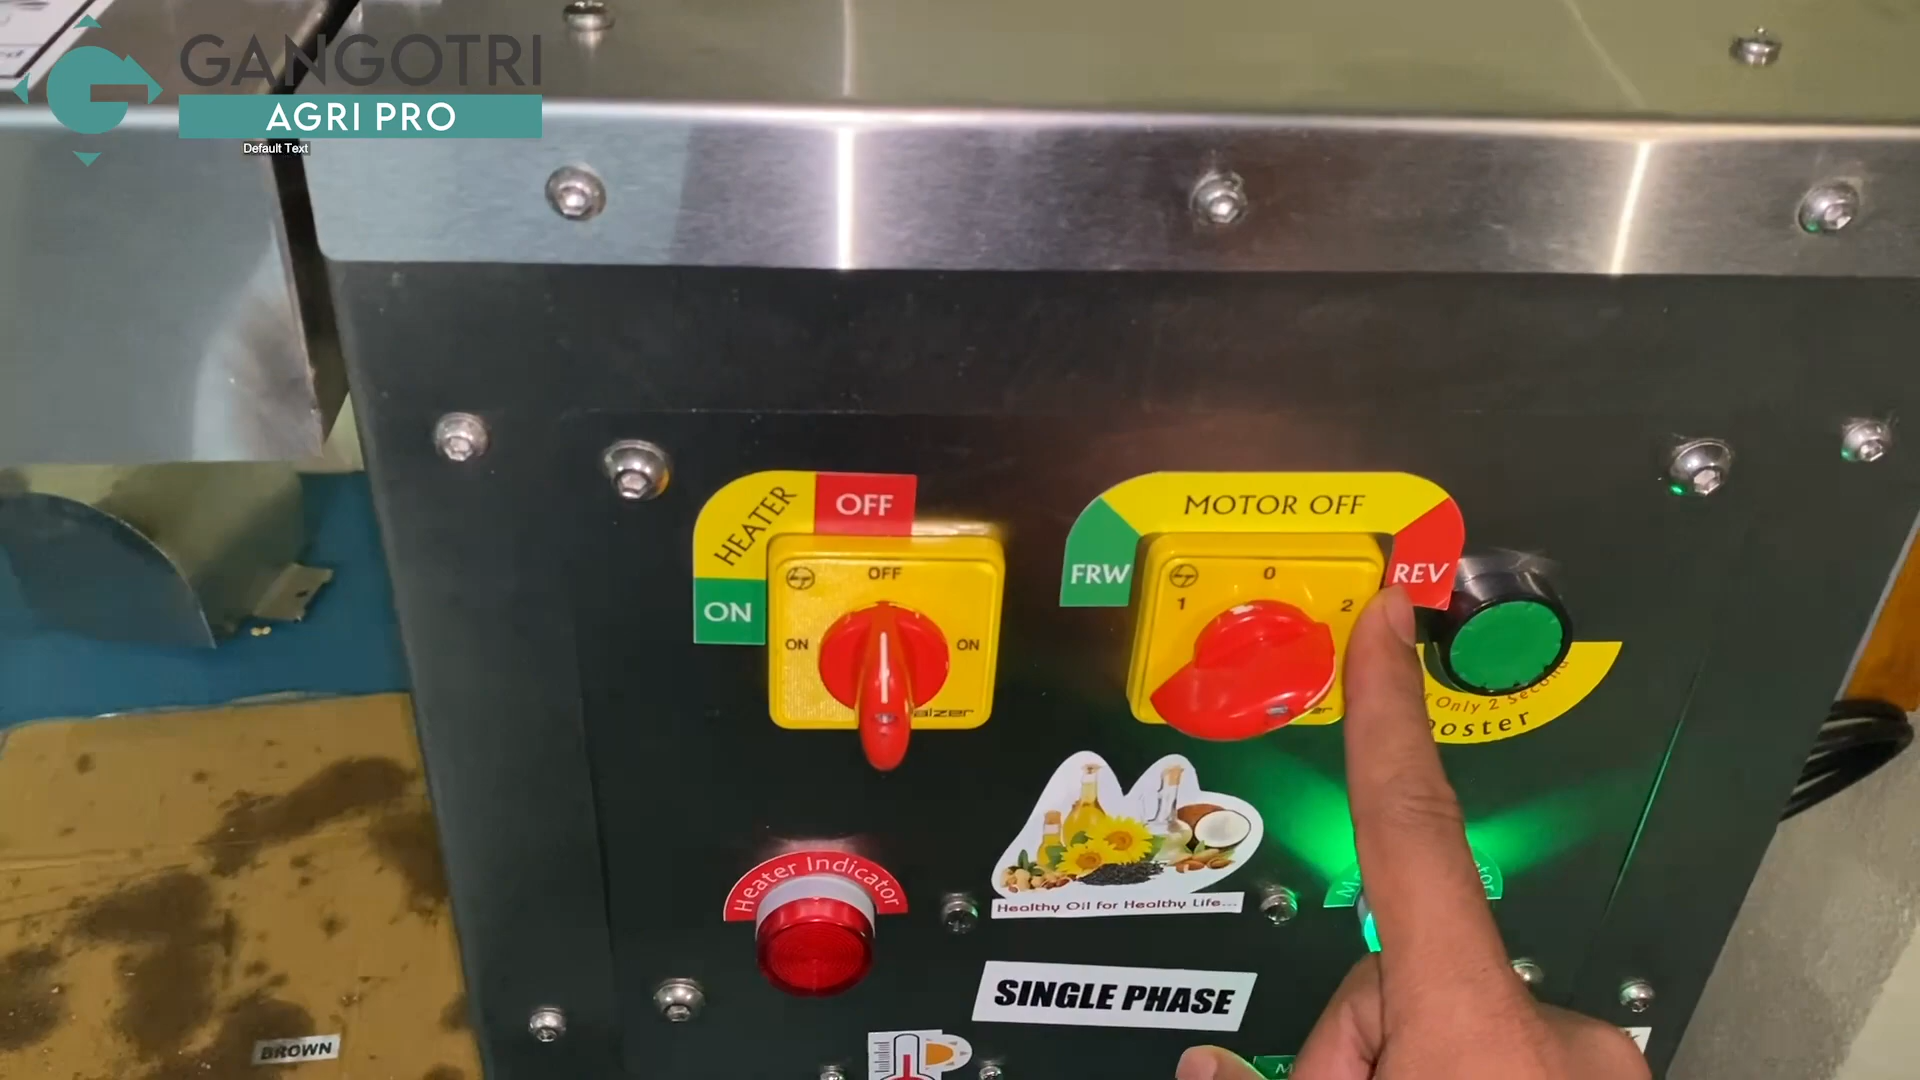 GANGOTRI
AGRI PRO
Default Text
HEATER
OFF
ON
OFF
ON
ON
MOTOR OFF
FRW
REV
0
1
2
Only 2 Second
Heater Indicator
Healthy Oil for Healthy Life...
SINGLE PHASE
BROWN